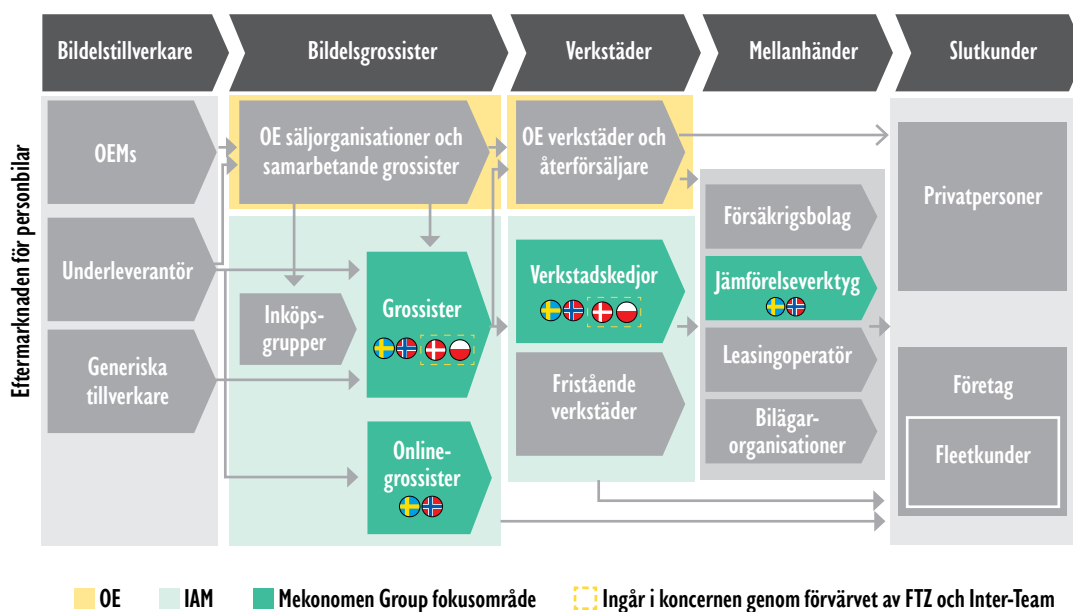 Bildelstillverkare
Bildelsgrossister
Verkstäder
Mellanhänder
Slutkunder
Eftermarknaden för personbilar
OEMs
Underleverantör
Generiska
tillverkare
OE säljorganisationer och
samarbetande grossister
Inköps-
grupper
Grossister
Online-
grossister
OE verkstäder och
återförsäljare
Verkstadskedjor
Fristående
verkstäder
Försäkrigsbolag
Jämförelseverktyg
Leasingoperatör
Bilägar-
organisationer
Privatpersoner
Företag
Fleetkunder
OE
IAM
Mekonomen Group fokusområde
Ingår i koncernen genom förvärvet av FTZ och Inter-Team